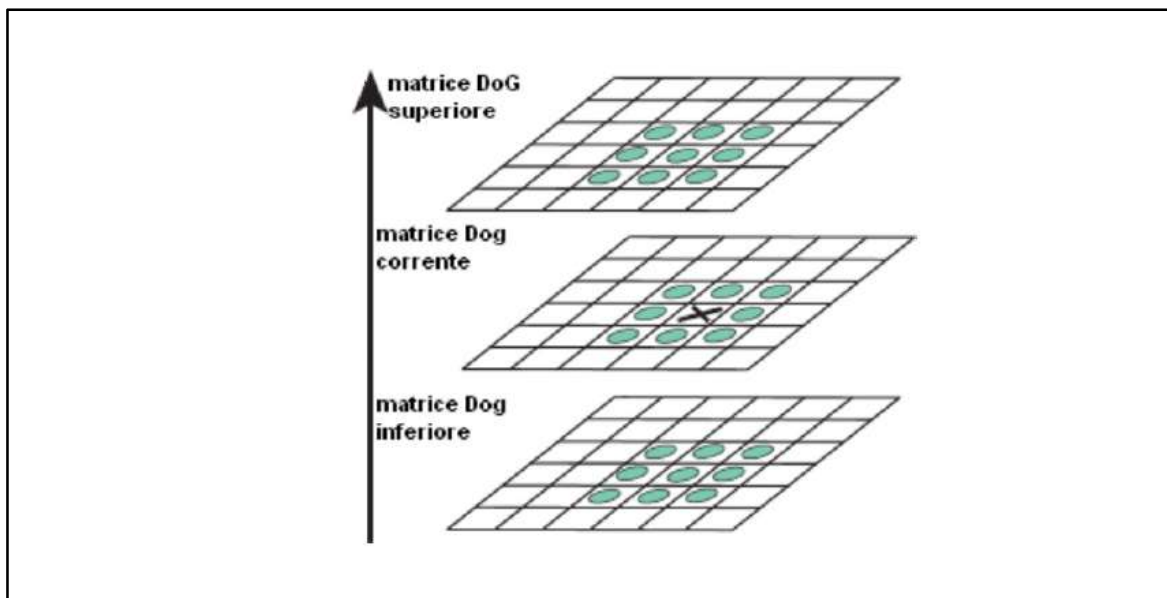 matrice DoG
superiore
matrice Dog
corrente
matrice Dog
inferiore